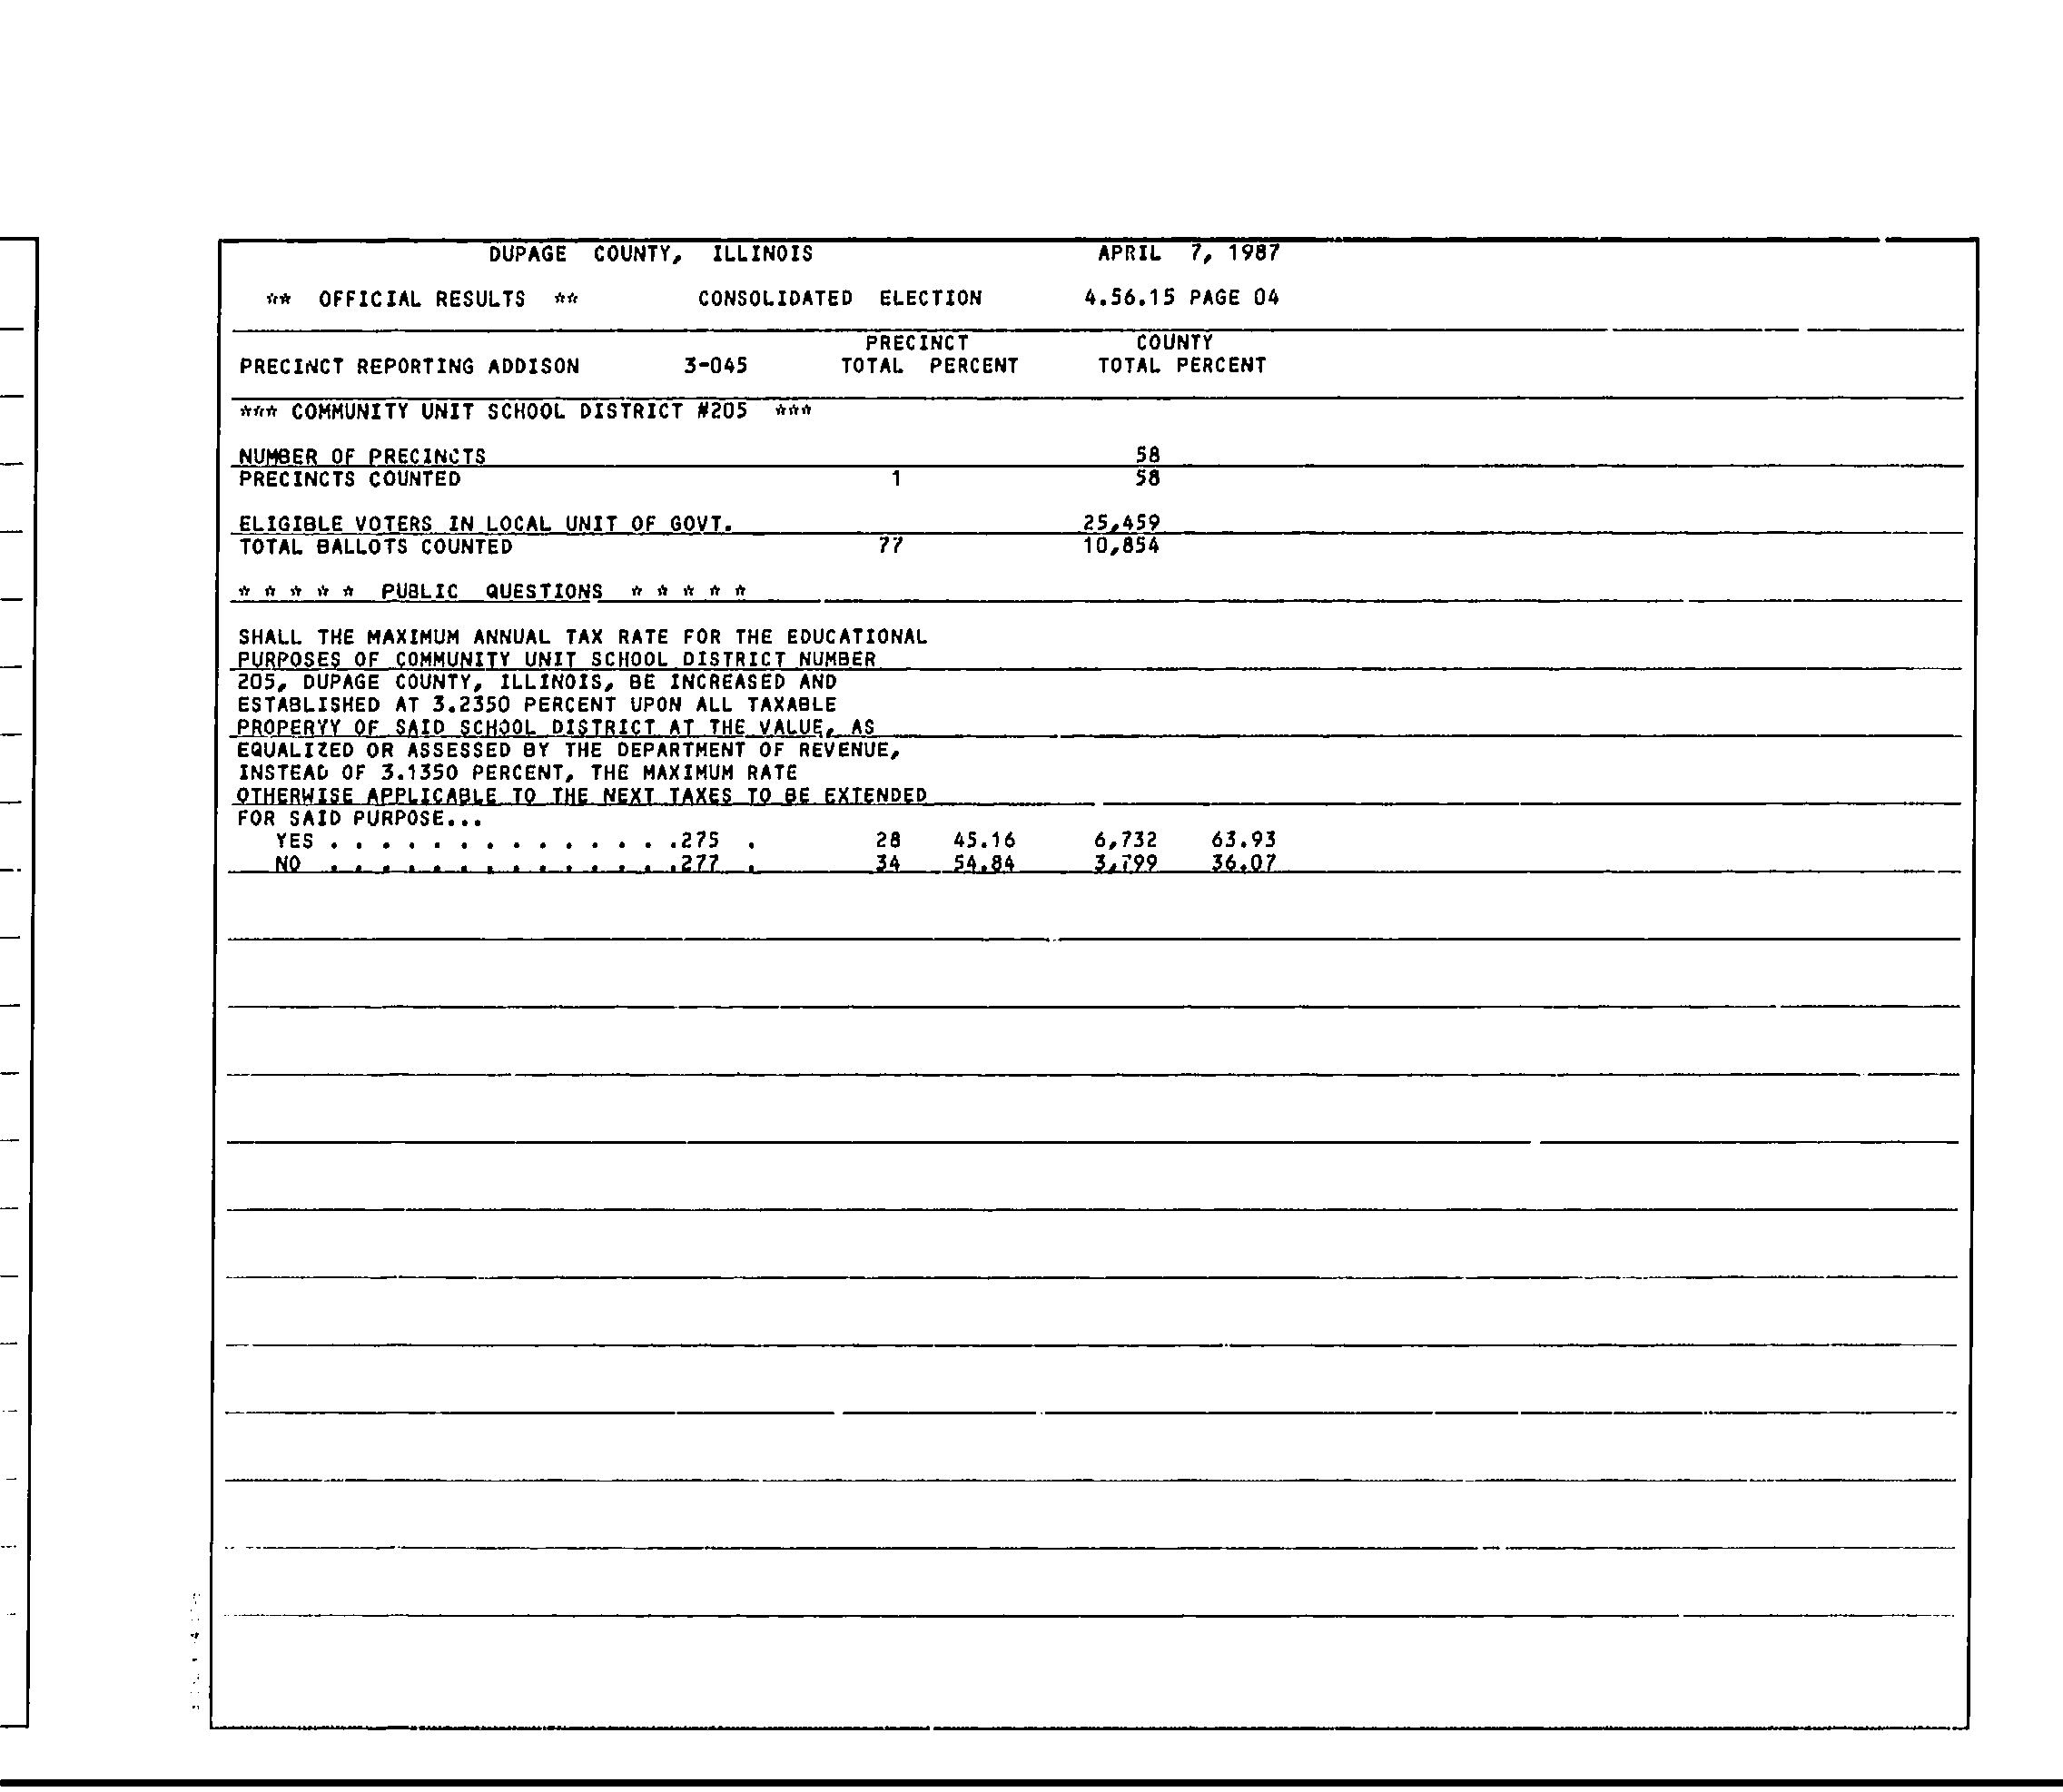 DUPAGE COUNTY, ILLINOIS APRIL 7, 1987
** OFFICIAL RESULTS ** CONSOLIDATED ELECTION 4.56.15 PAGE 04
PRECINCT COUNTY
PRECINCT REPORTING ADDISON 3-045 TOTAL PERCENT TOTAL PERCENT
*** COMMUNITY UNIT SCHOOL DISTRICT #205 ***
NUMBER OF PRECINCTS 58
PRECINCTS COUNTED 1 58
ELIGIBLE VOTERS IN LOCAL UNIT OF GOVT. 25,459
TOTAL BALLOTS COUNTED 77 10,854
* * * * * PUBLIC QUESTIONS * * * * *
SHALL THE MAXIMUM ANNUAL TAX RATE FOR THE EDUCATIONAL
PURPOSES OF COMMUNITY UNIT SCHOOL DISTRICT NUMBER
205, DUPAGE COUNTY, ILLINOIS, BE INCREASED AND
ESTABLISHED AT 3.2350 PERCENT UPON ALL TAXABLE
PROPERYY OF SAID SCHOOL DISTRICT AT THE VALUE, AS
EQUALIZED OR ASSESSED BY THE DEPARTMENT OF REVENUE,
INSTEAD OF 3.1350 PERCENT, THE MAXIMUM RATE
OTHERWISE APPLICABLE TO THE NEXT TAXES TO BE EXTENDED
FOR SAID PURPOSE...
YES . . . . . . . . . . . . . .275 . 28 45.16 6,732 63.93
NO . . . . . . . . . . . . . .277 . 34 54.84 3,799 36.07